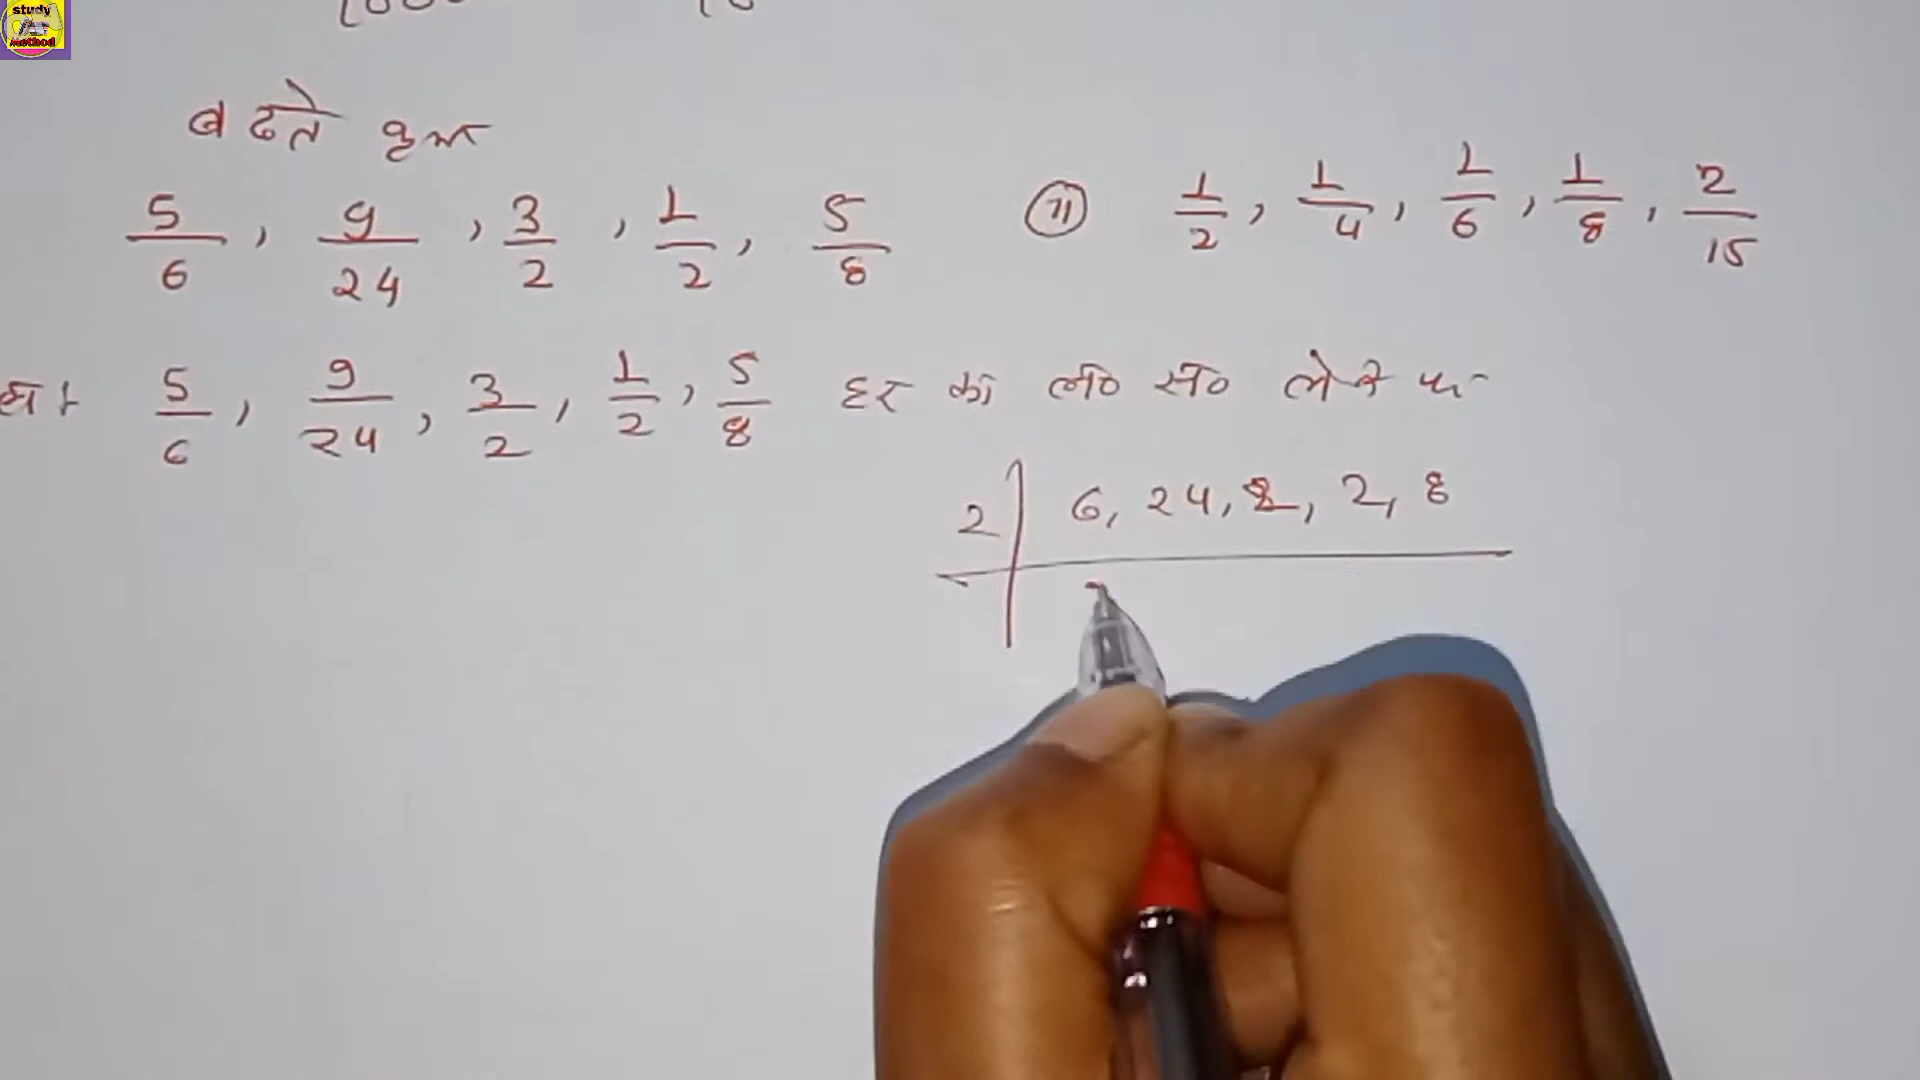 study
Method
बढ़ते क्रम
5/6, 9/24, 3/2, 1/2, 5/8 (ii) 1/2, 1/4, 1/6, 1/8, 2/15
5/6, 9/24, 3/2, 1/2, 5/8 हर का ल० स० लेने पर
2 | 6, 24, 2, 2, 8